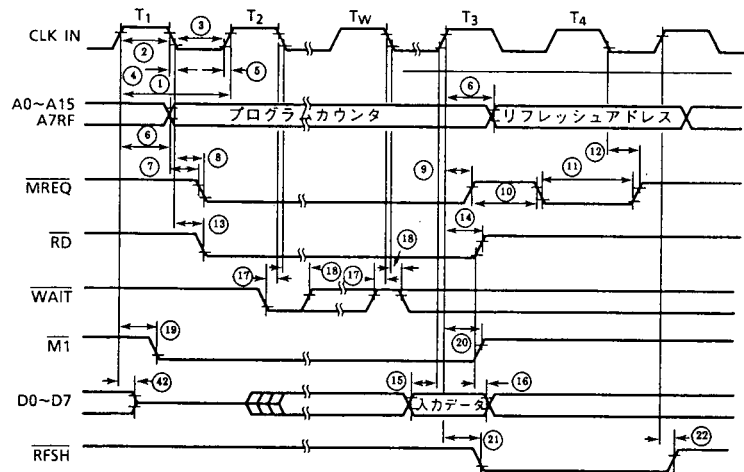 T1 ③ T2 TW T3 T4
CLK IN ②
④ ① ⑤
A0~A15 ⑥
A7RF プログラムカウンタ リフレッシュアドレス
⑥ ⑧ ⑫
⑦ ⑨ ⑪
MREQ ⑩
⑬ ⑭
RD
⑰ ⑱ ⑰ ⑱
WAIT
⑲
M1 ⑳
㊷ ⑮ ⑯
D0~D7 入力データ
㉑ ㉒
RFSH